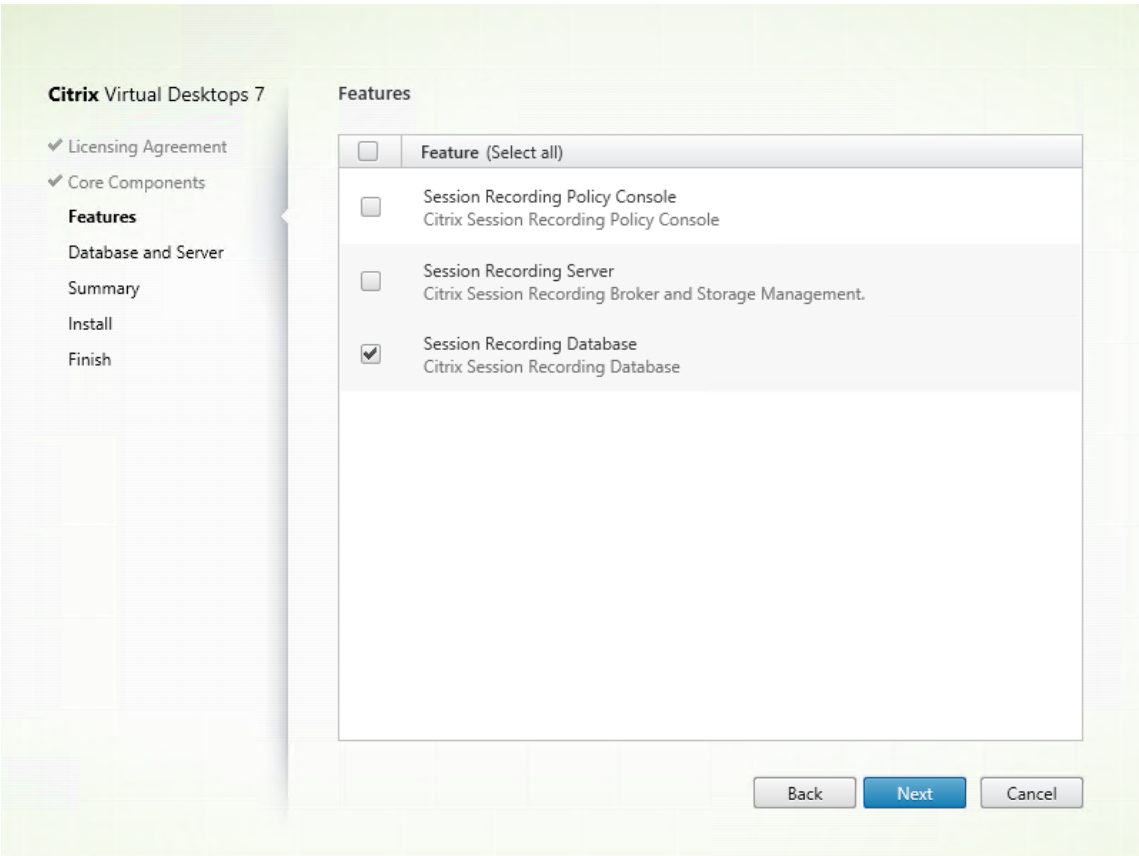 Citrix Virtual Desktops 7
Licensing Agreement
Core Components
Features
Database and Server
Summary
Install
Finish
Features
Feature (Select all)
Session Recording Policy Console
Citrix Session Recording Policy Console
Session Recording Server
Citrix Session Recording Broker and Storage Management.
Session Recording Database
Citrix Session Recording Database
Back Next Cancel